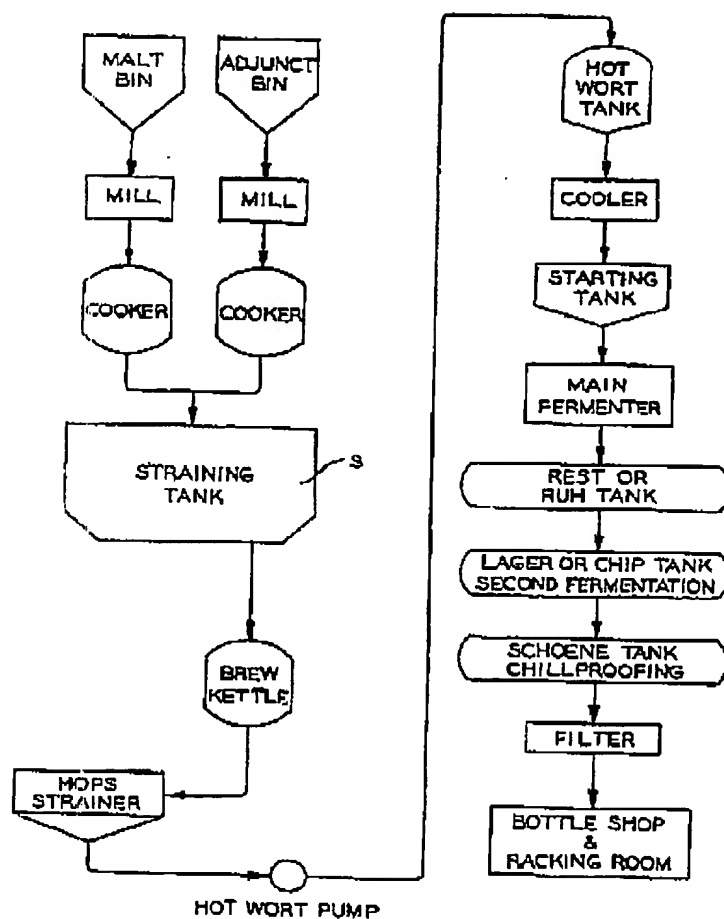 MALT
BIN
ADJUNCT
BIN
MILL
MILL
COOKER
COOKER
STRAINING
TANK
S
BREW
KETTLE
HOPS
STRAINER
HOT WORT PUMP
HOT
WORT
TANK
COOLER
STARTING
TANK
MAIN
FERMENTER
REST OR
RUH TANK
LAGER OR CHIP TANK
SECOND FERMENTATION
SCHOENE TANK
CHILLPROOFING
FILTER
BOTTLE SHOP
&
RACKING ROOM